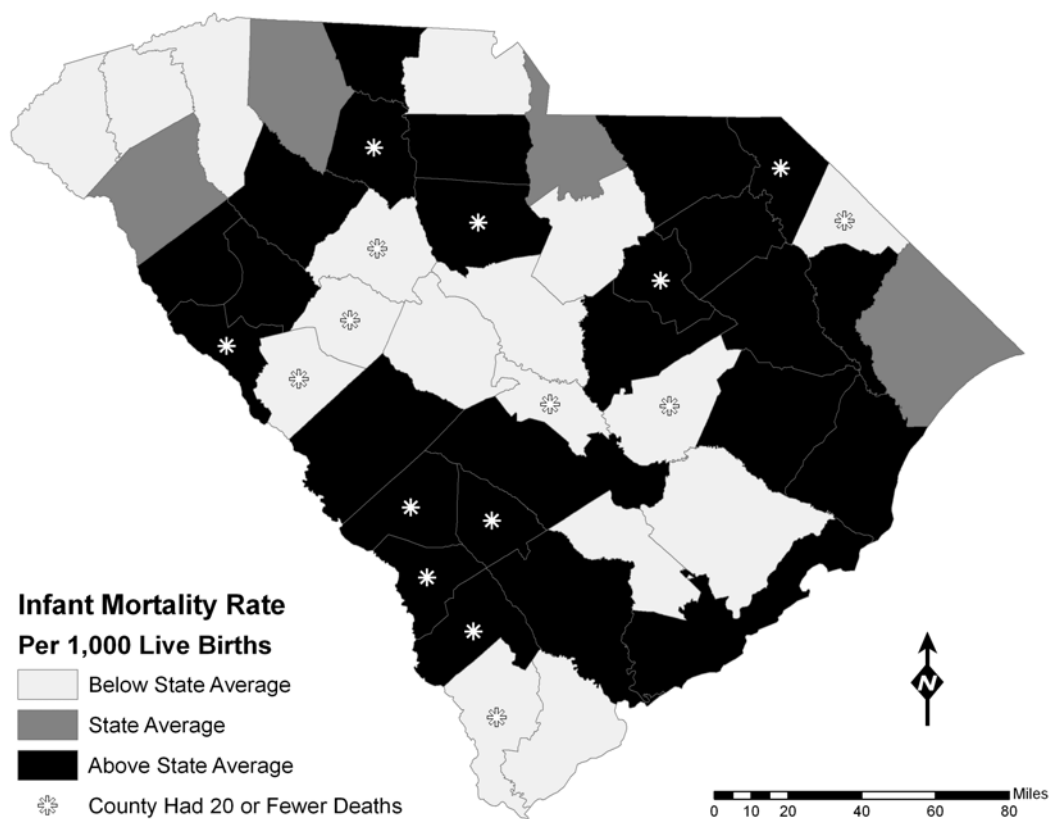 Infant Mortality Rate
Per 1,000 Live Births
Below State Average
State Average
Above State Average
County Had 20 or Fewer Deaths
N
Miles
0 10 20 40 60 80